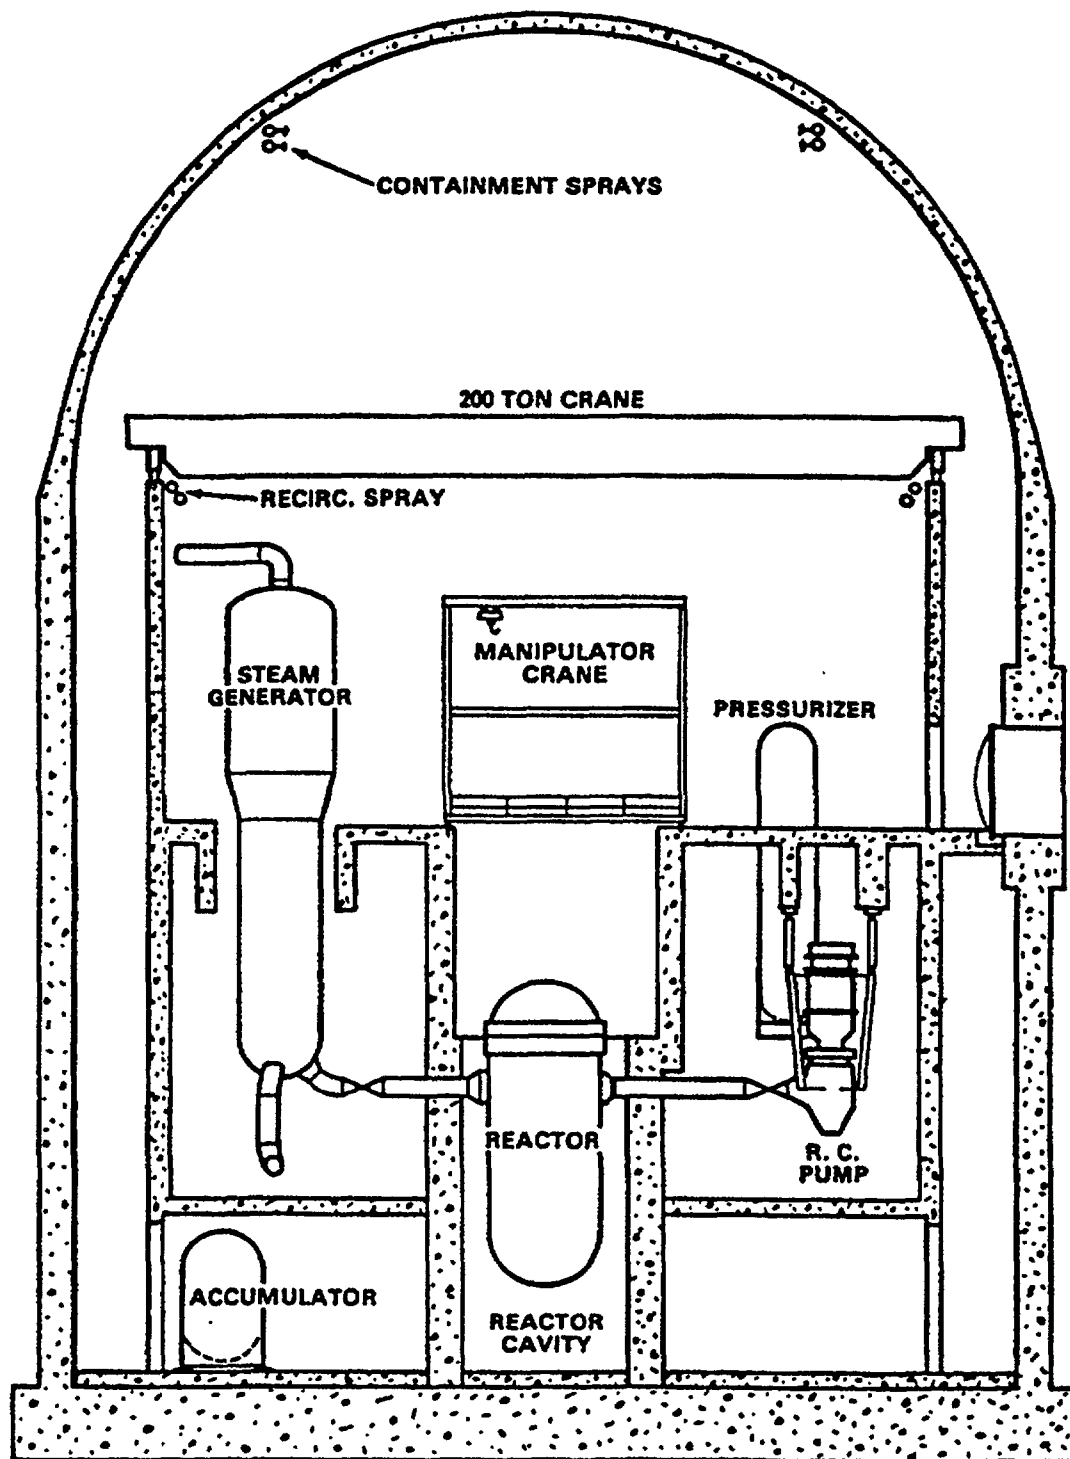 CONTAINMENT SPRAYS
200 TON CRANE
RECIRC. SPRAY
STEAM
GENERATOR
MANIPULATOR
CRANE
PRESSURIZER
REACTOR
R. C.
PUMP
ACCUMULATOR
REACTOR
CAVITY